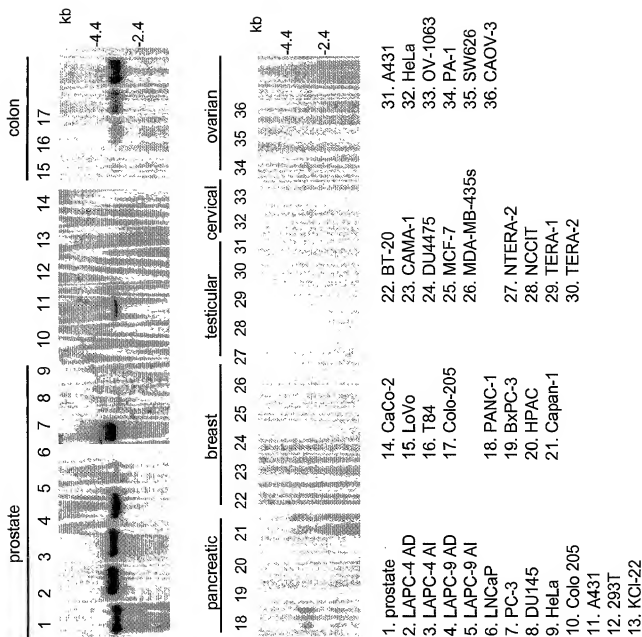 prostate colon
1 2 3 4 5 6 7 8 9 10 11 12 13 14 15 16 17 kb
-4.4
-2.4
pancreatic breast testicular cervical ovarian
18 19 20 21 22 23 24 25 26 27 28 29 30 31 32 33 34 35 36 kb
-4.4
-2.4
1. prostate
2. LAPC-4 AD
3. LAPC-4 AI
4. LAPC-9 AD
5. LAPC-9 AI
6. LNCaP
7. PC-3
8. DU145
9. HeLa
10. Colo 205
11. A431
12. 293T
13. KCl-22
14. CaCo-2
15. LoVo
16. T84
17. Colo-205
18. PANC-1
19. BxPC-3
20. HPAC
21. Capan-1
22. BT-20
23. CAMA-1
24. DU4475
25. MCF-7
26. MDA-MB-435s
27. NTERA-2
28. NCCIT
29. TERA-1
30. TERA-2
31. A431
32. HeLa
33. OV-1063
34. PA-1
35. SW626
36. CAOV-3